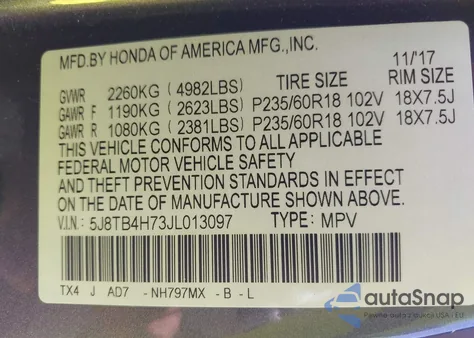 MFD.BY HONDA OF AMERICA MFG.,INC. 11/'17
TIRE SIZE RIM SIZE
GVWR 2260KG ( 4982LBS)
GAWR F 1190KG ( 2623LBS) P235/60R18 102V 18X7.5J
GAWR R 1080KG ( 2381LBS) P235/60R18 102V 18X7.5J
THIS VEHICLE CONFORMS TO ALL APPLICABLE
FEDERAL MOTOR VEHICLE SAFETY
AND THEFT PREVENTION STANDARDS IN EFFECT
ON THE DATE OF MANUFACTURE SHOWN ABOVE.
V.I.N.: 5J8TB4H73JL013097 TYPE: MPV
TX4 J AD7 - NH797MX - B - L
autoSnap